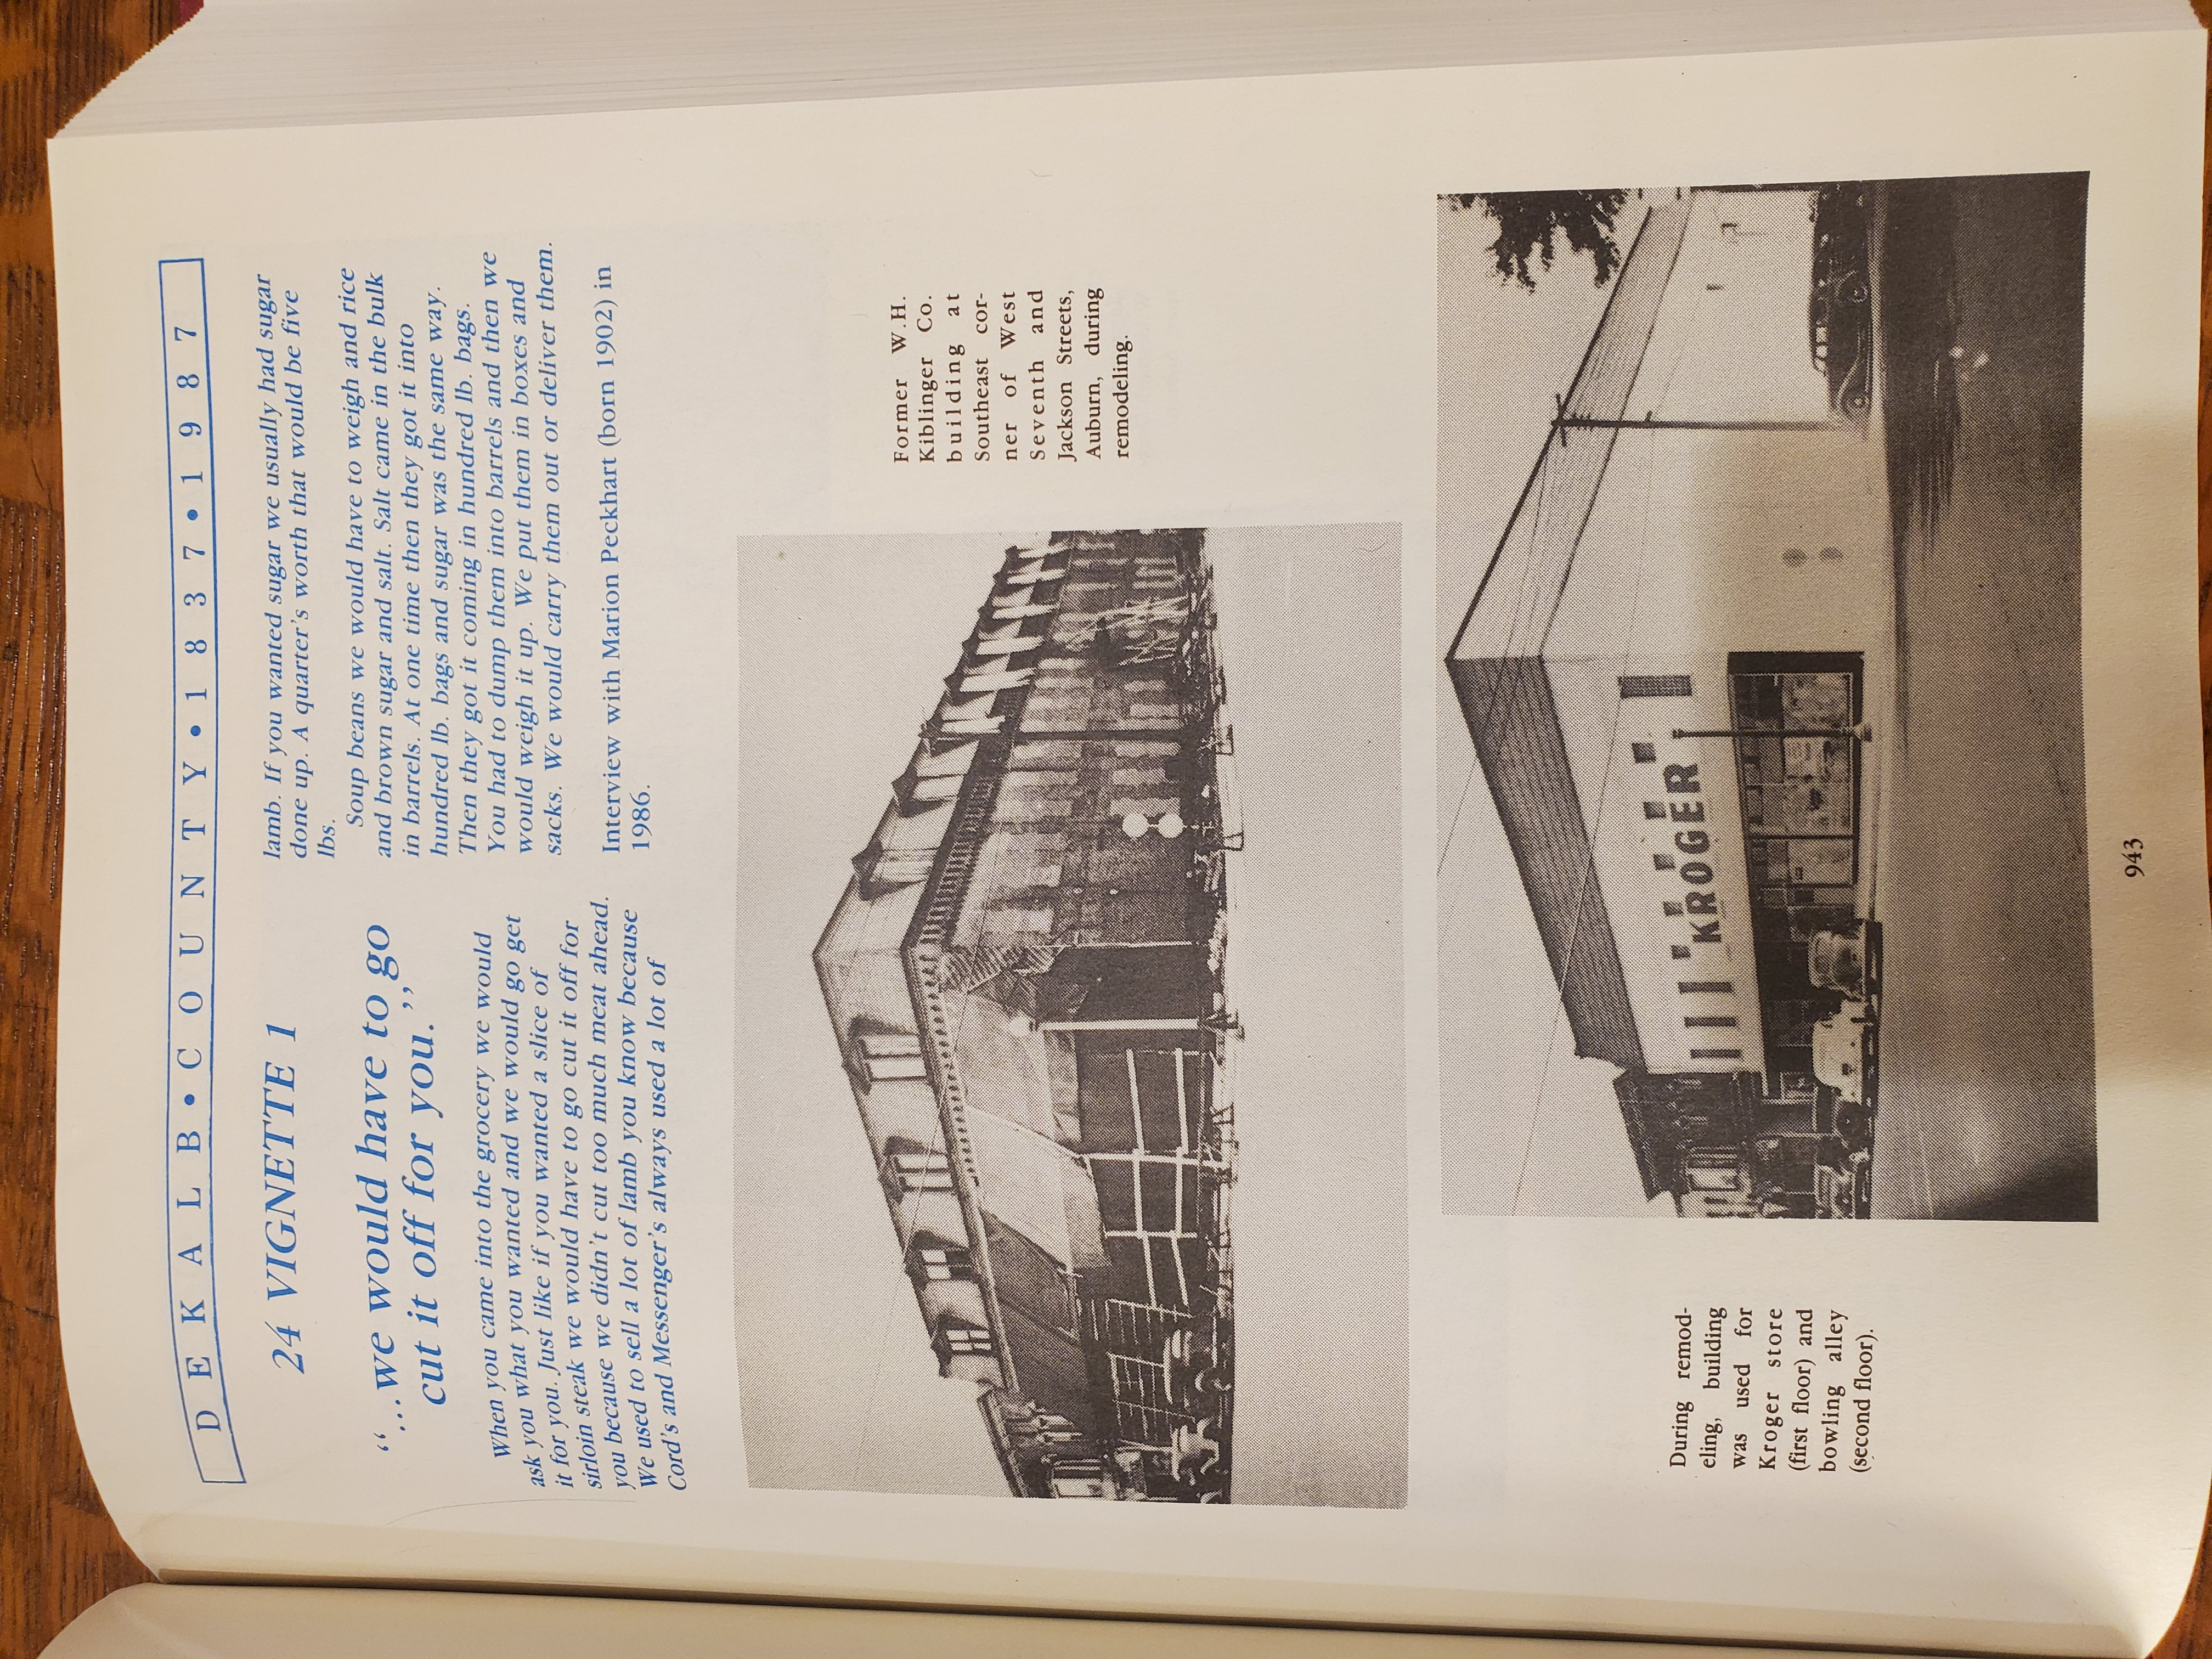 DEKALB • COUNTY • 1837 • 1987
24 VIGNETTE 1
“...we would have to go
cut it off for you.”
When you came into the grocery we would
ask you what you wanted and we would go get
it for you. Just like if you wanted a slice of
sirloin steak we would have to go cut it off for
you because we didn't cut too much meat ahead.
We used to sell a lot of lamb you know because
Cord's and Messenger's always used a lot of
lamb. If you wanted sugar we usually had sugar
done up. A quarter's worth that would be five
lbs.
Soup beans we would have to weigh and rice
and brown sugar and salt. Salt came in the bulk
in barrels. At one time then they got it into
hundred lb. bags and sugar was the same way.
Then they got it coming in hundred lb. bags.
You had to dump them into barrels and then we
would weigh it up. We put them in boxes and
sacks. We would carry them out or deliver them.
Interview with Marion Peckhart (born 1902) in
1986.
Former W.H.
Kiblinger Co.
building at
Southeast cor-
ner of West
Seventh and
Jackson Streets,
Auburn, during
remodeling.
KROGER
During remod-
eling, building
was used for
Kroger store
(first floor) and
bowling alley
(second floor).
943